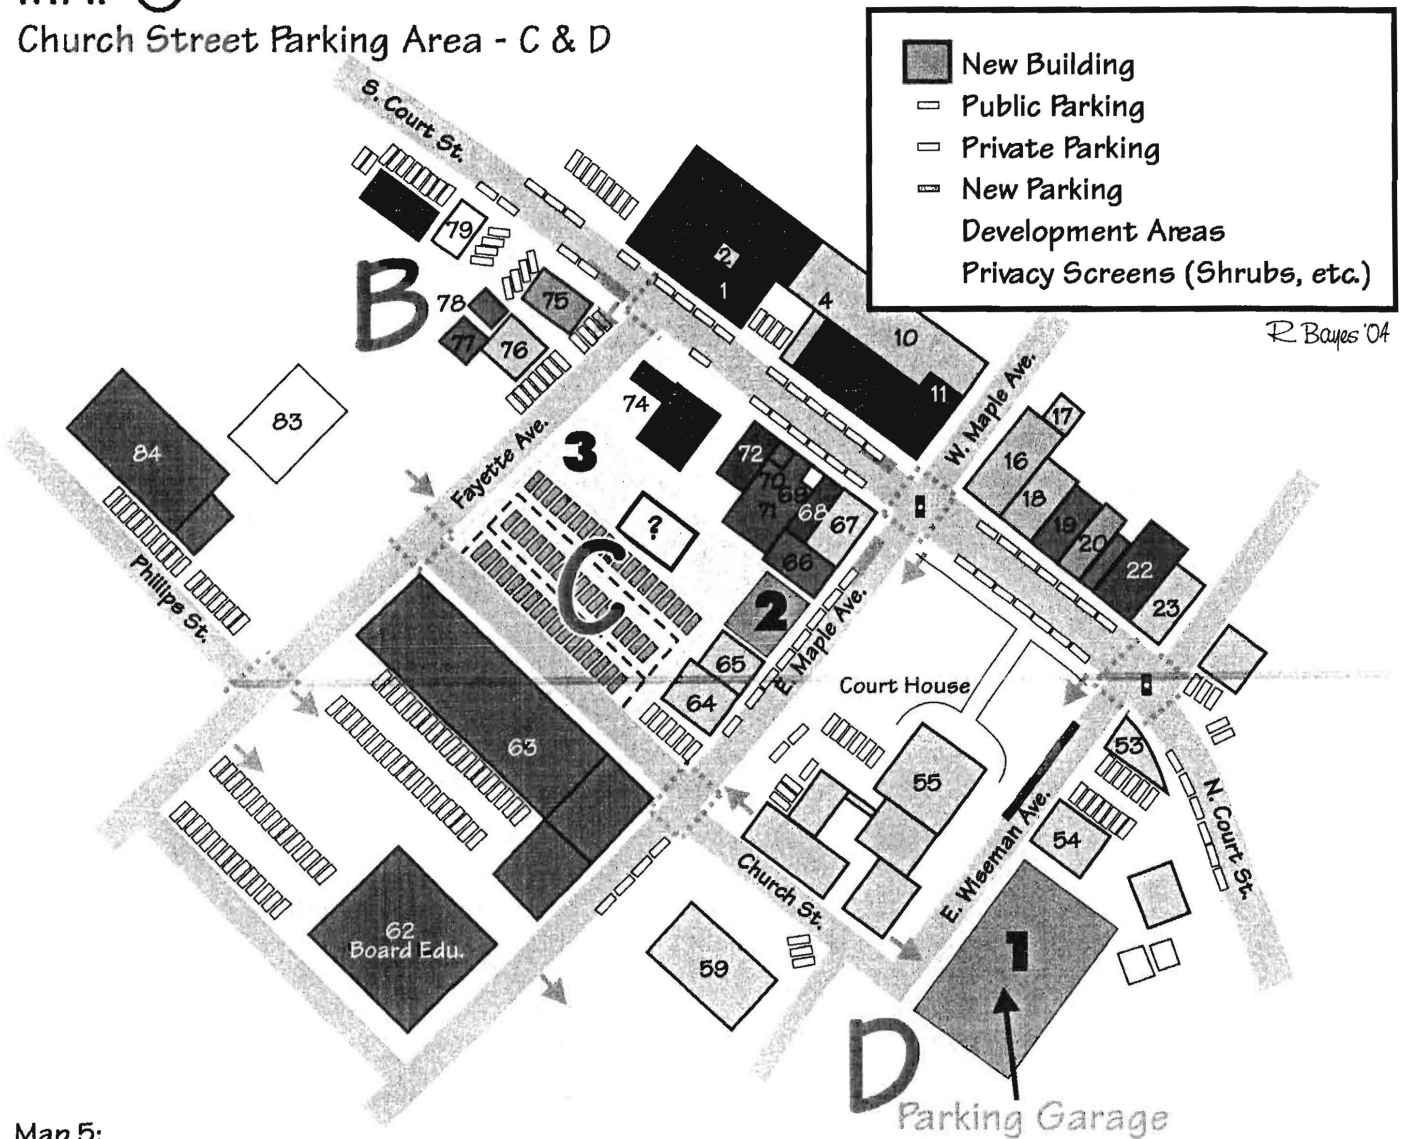 Church Street Parking Area - C & D
New Building
Public Parking
Private Parking
New Parking
Development Areas
Privacy Screens (Shrubs, etc.)
R. Bayes '04
S. Court St.
79
B
78
75
77
76
2
1
4
10
11
W. Maple Ave.
17
16
18
19
20
22
23
74
72
70
69
71
68
67
66
3
?
C
2
65
64
E. Maple Ave.
Fayette Ave.
83
84
Phillips St.
63
62
Board Edu.
Court House
55
53
54
E. Wiseman Ave.
N. Court St.
Church St.
59
1
D
Parking Garage
Map 5: